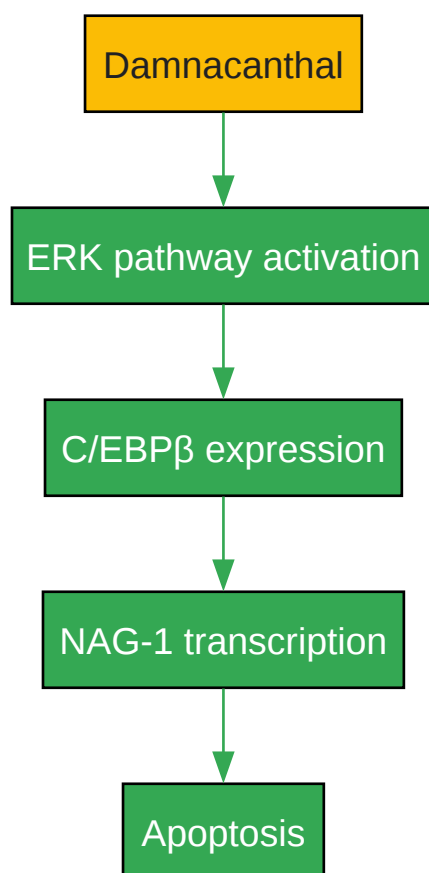 Damnacanthal
ERK pathway activation
C/EBPβ expression
NAG-1 transcription
Apoptosis